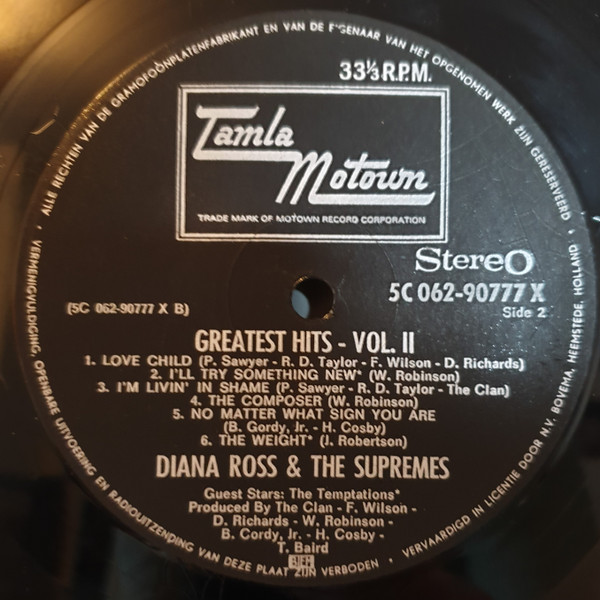 ALLE RECHTEN VAN DE GRAMOFOONPLATENFABRIKANT EN VAN DE EIGENAAR VAN HET OPGENOMEN WERK ZIJN GERESERVEERD
33⅓ R.P.M.
Tamla
Motown
TRADE MARK OF MOTOWN RECORD CORPORATION
Stereo
5C 062-90777 X
(5C 062-90777 X B)
Side 2
GREATEST HITS - VOL. II
1. LOVE CHILD (P. Sawyer - R. D. Taylor - F. Wilson - D. Richards)
2. I'LL TRY SOMETHING NEW* (W. Robinson)
3. I'M LIVIN' IN SHAME (P. Sawyer - R. D. Taylor - The Clan)
4. THE COMPOSER (W. Robinson)
5. NO MATTER WHAT SIGN YOU ARE
(B. Gordy, Jr. - H. Cosby)
6. THE WEIGHT* (J. Robertson)
DIANA ROSS & THE SUPREMES
Guest Stars: The Temptations*
Produced By The Clan - F. Wilson -
D. Richards - W. Robinson -
B. Cordy, Jr. - H. Cosby -
T. Baird
VERMENIGVULDIGING, OPENBARE UITVOERING EN RADIOUITZENDING VAN DEZE PLAAT ZIJN VERBODEN
VERVAARDIGD IN LICENTIE DOOR N.V. BOVEMA, HEEMSTEDE, HOLLAND